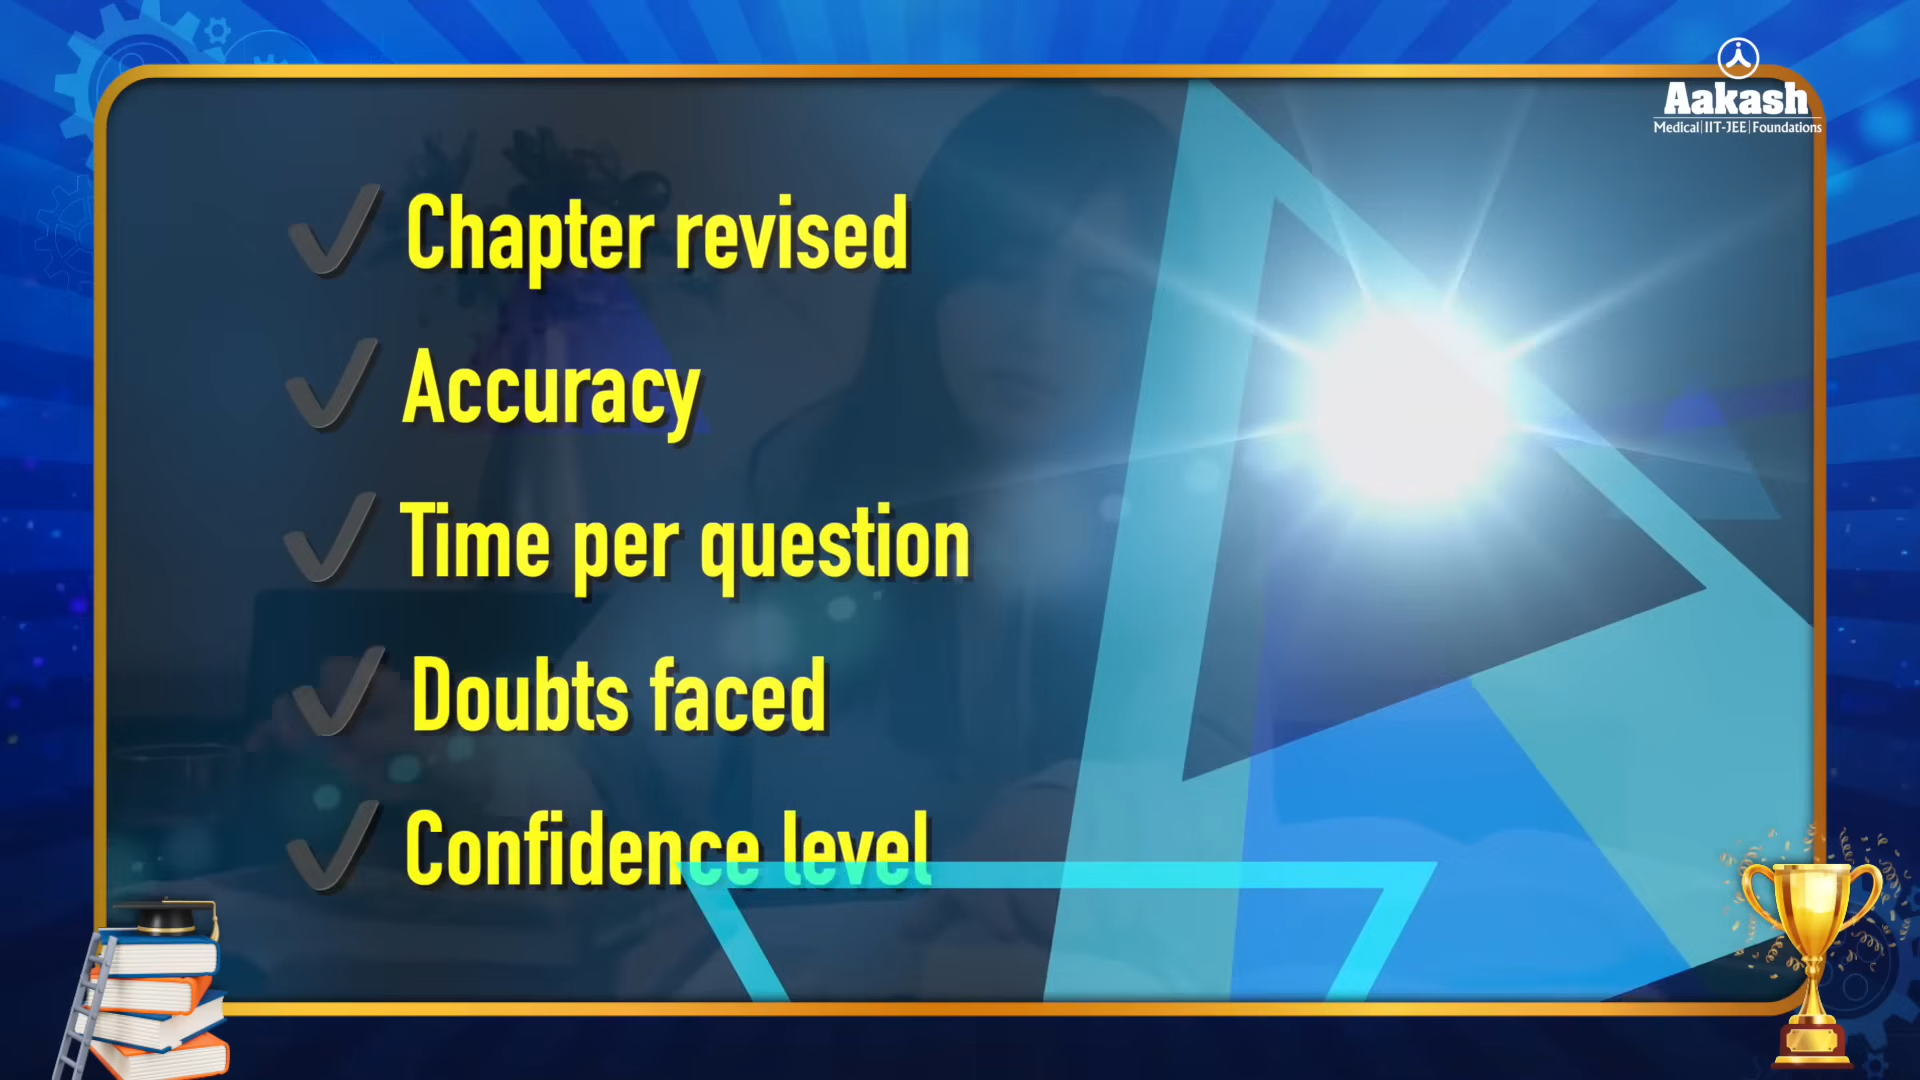 Aakash
Medical|IIT-JEE|Foundations
Chapter revised
Accuracy
Time per question
Doubts faced
Confidence level